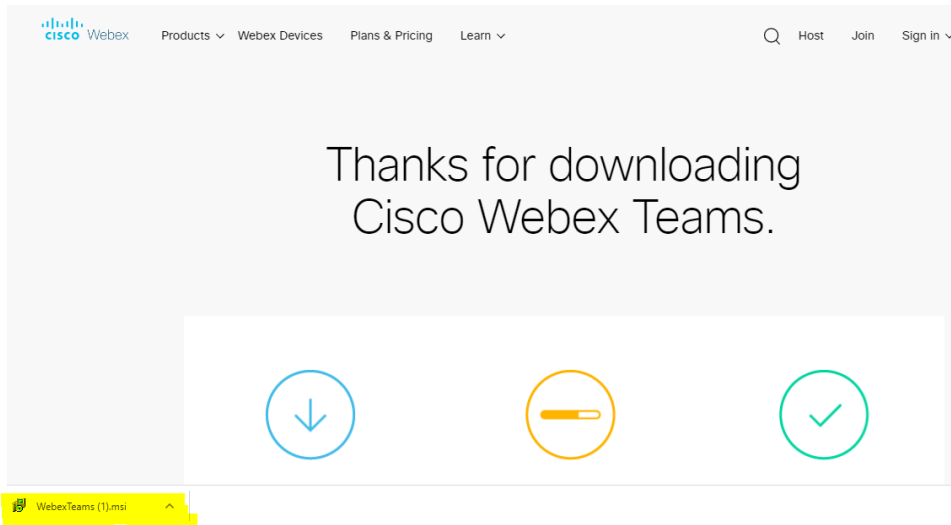 CISCO Webex Products Webex Devices Plans & Pricing Learn Host Join Sign in
Thanks for downloading
Cisco Webex Teams.
WebexTeams (1).msi